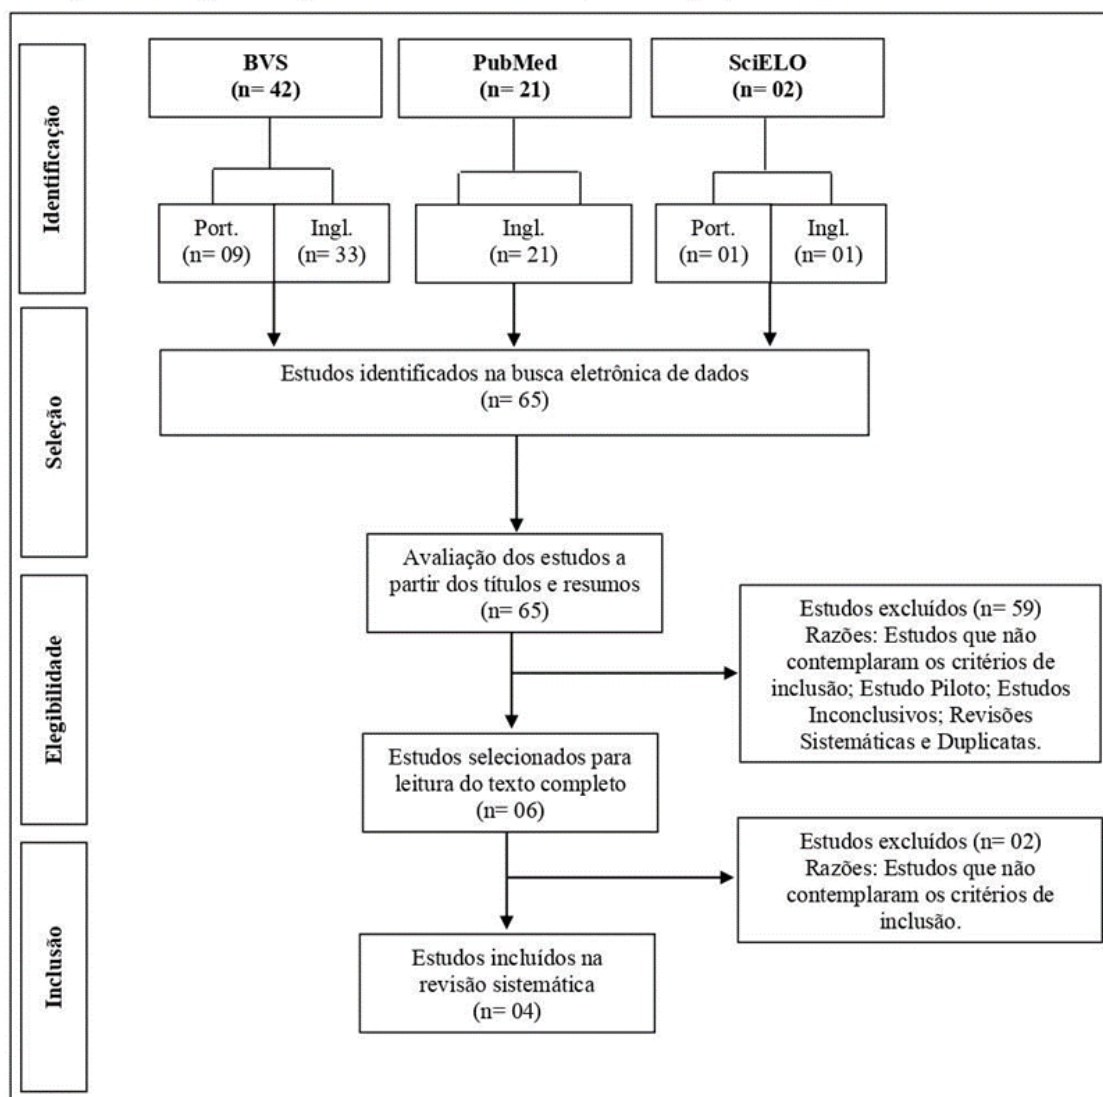 Identificação
BVS
(n= 42)
PubMed
(n= 21)
SciELO
(n= 02)
Port.
(n= 09)
Ingl.
(n= 33)
Ingl.
(n= 21)
Port.
(n= 01)
Ingl.
(n= 01)
Seleção
Estudos identificados na busca eletrônica de dados
(n= 65)
Elegibilidade
Avaliação dos estudos a
partir dos títulos e resumos
(n= 65)
Estudos excluídos (n= 59)
Razões: Estudos que não
contemplaram os critérios de
inclusão; Estudo Piloto; Estudos
Inconclusivos; Revisões
Sistemáticas e Duplicatas.
Estudos selecionados para
leitura do texto completo
(n= 06)
Estudos excluídos (n= 02)
Razões: Estudos que não
contemplaram os critérios de
inclusão.
Inclusão
Estudos incluídos na
revisão sistemática
(n= 04)